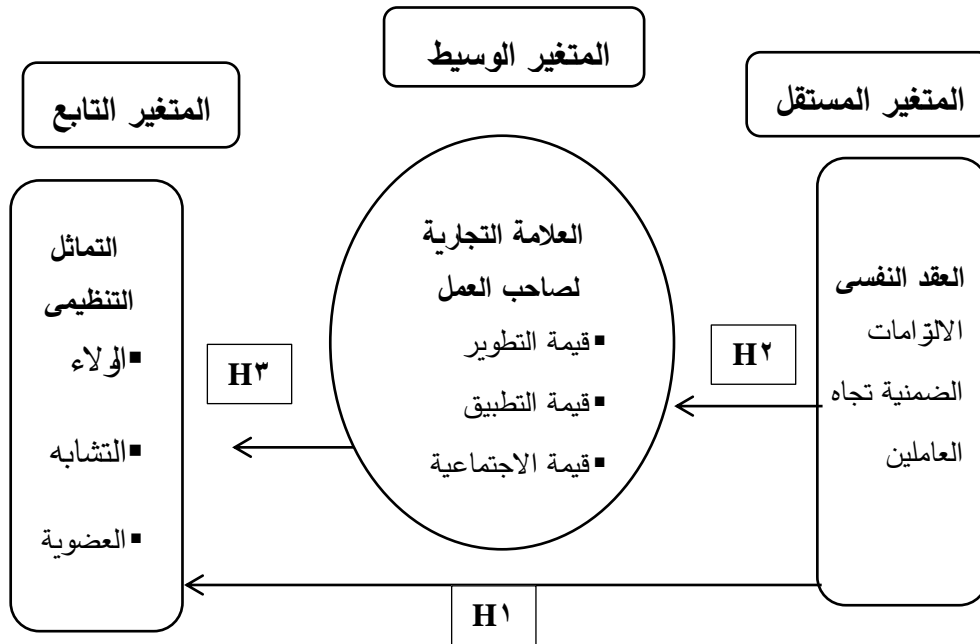 المتغير الوسيط
المتغير المستقل
المتغير التابع
العقد النفسى
الالتزامات
الضمنية تجاه
العاملين
H٢
العلامة التجارية
لصاحب العمل
▪قيمة التطوير
▪قيمة التطبيق
▪قيمة الاجتماعية
H٣
التماثل
التنظيمى
▪الولاء
▪التشابه
▪العضوية
H١